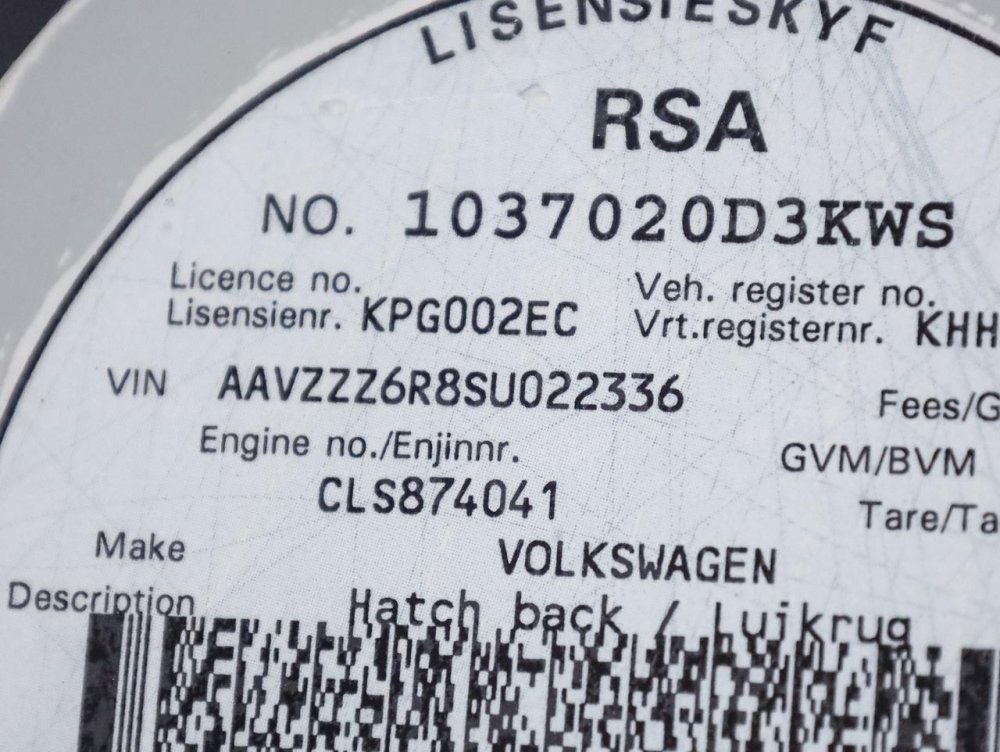 LISENSIESKYF
RSA
NO. 1037020D3KWS
Licence no.
Lisensienr. KPG002EC
Veh. register no.
Vrt.registernr. KHH
VIN AAVZZZ6R8SU022336
Fees/G
Engine no./Enjinnr.
CLS874041
GVM/BVM
Tare/Ta
Make VOLKSWAGEN
Description Hatch back / Luikrug